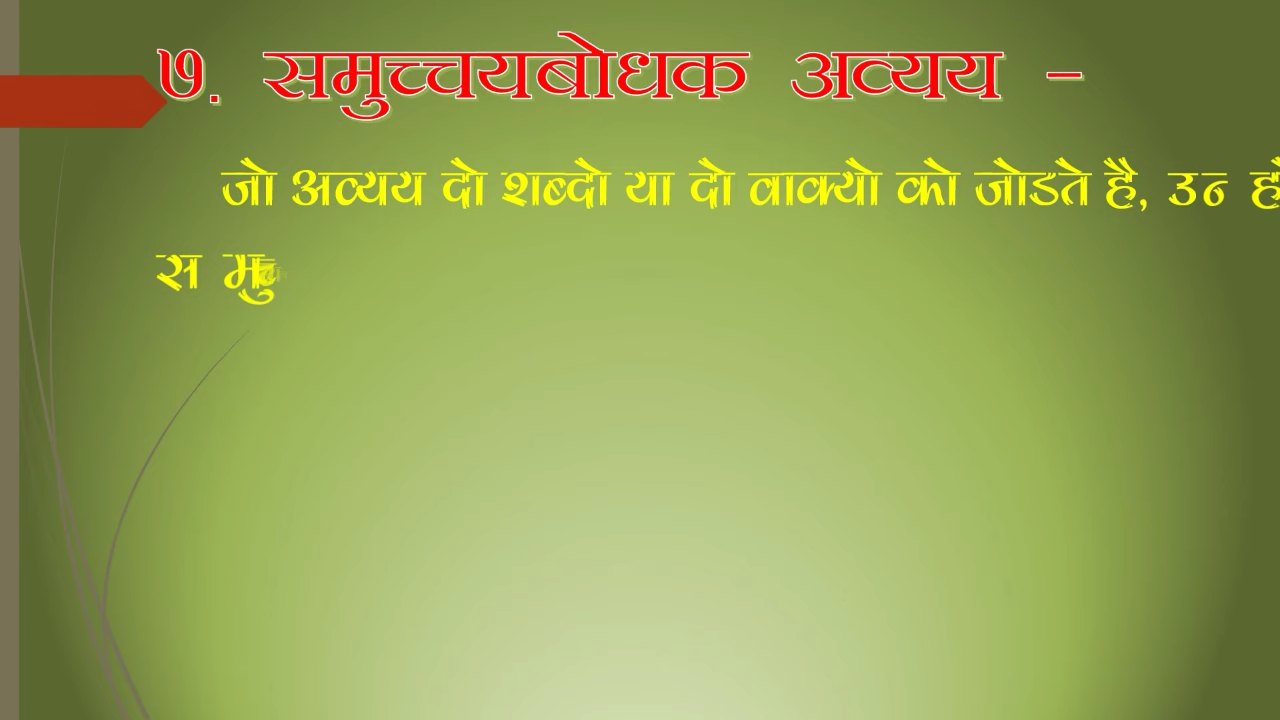 ७. समुच्चयबोधक अव्यय -
जो अव्यय दो शब्दो या दो वाक्यो को जोडते है, उन
स मु